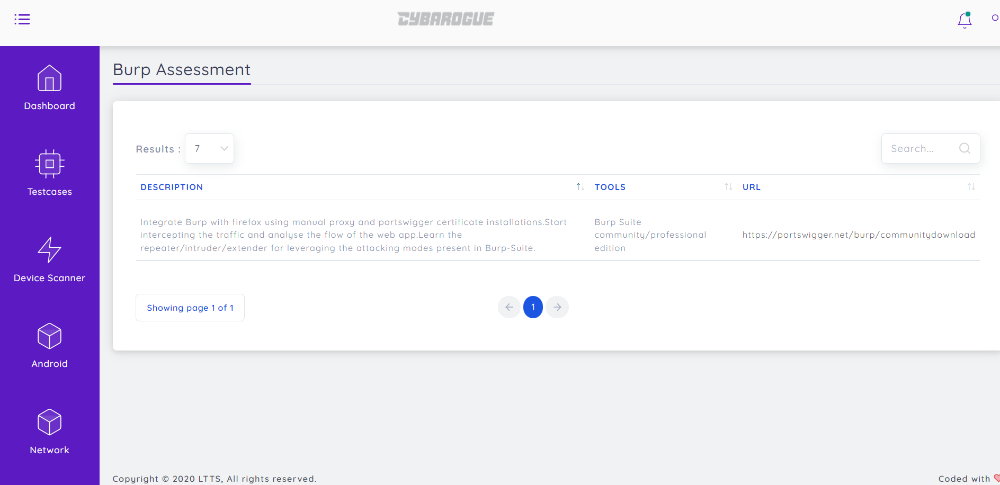 CYBAROGUE
Burp Assessment
Dashboard
Testcases
Device Scanner
Android
Network
Results : 7
Search...
DESCRIPTION TOOLS URL
Integrate Burp with firefox using manual proxy and portswigger certificate installations.Start
intercepting the traffic and analyse the flow of the web app.Learn the
repeater/intruder/extender for leveraging the attacking modes present in Burp-Suite.
Burp Suite
community/professional
edition
https://portswigger.net/burp/communitydownload
Showing page 1 of 1
1
Copyright © 2020 LTTS, All rights reserved.
Coded with